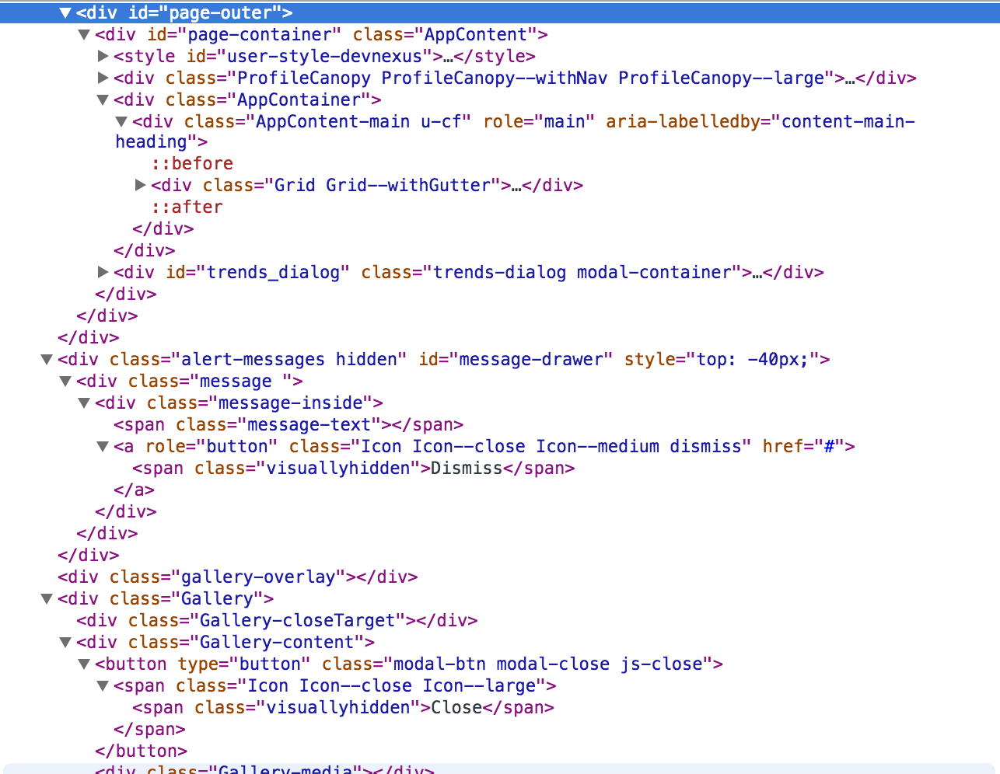 <div id="page-outer">
<div id="page-container" class="AppContent">
<style id="user-style-devnexus">…</style>
<div class="ProfileCanopy ProfileCanopy--withNav ProfileCanopy--large">…</div>
<div class="AppContainer">
<div class="AppContent-main u-cf" role="main" aria-labelledby="content-main-
heading">
::before
<div class="Grid Grid--withGutter">…</div>
::after
</div>
</div>
<div id="trends_dialog" class="trends-dialog modal-container">…</div>
</div>
</div>
</div>
<div class="alert-messages hidden" id="message-drawer" style="top: -40px;">
<div class="message ">
<div class="message-inside">
<span class="message-text"></span>
<a role="button" class="Icon Icon--close Icon--medium dismiss" href="#">
<span class="visuallyhidden">Dismiss</span>
</a>
</div>
</div>
</div>
<div class="gallery-overlay"></div>
<div class="Gallery">
<div class="Gallery-closeTarget"></div>
<div class="Gallery-content">
<button type="button" class="modal-btn modal-close js-close">
<span class="Icon Icon--close Icon--large">
<span class="visuallyhidden">Close</span>
</span>
</button>
<div class="Gallery-media"></div>